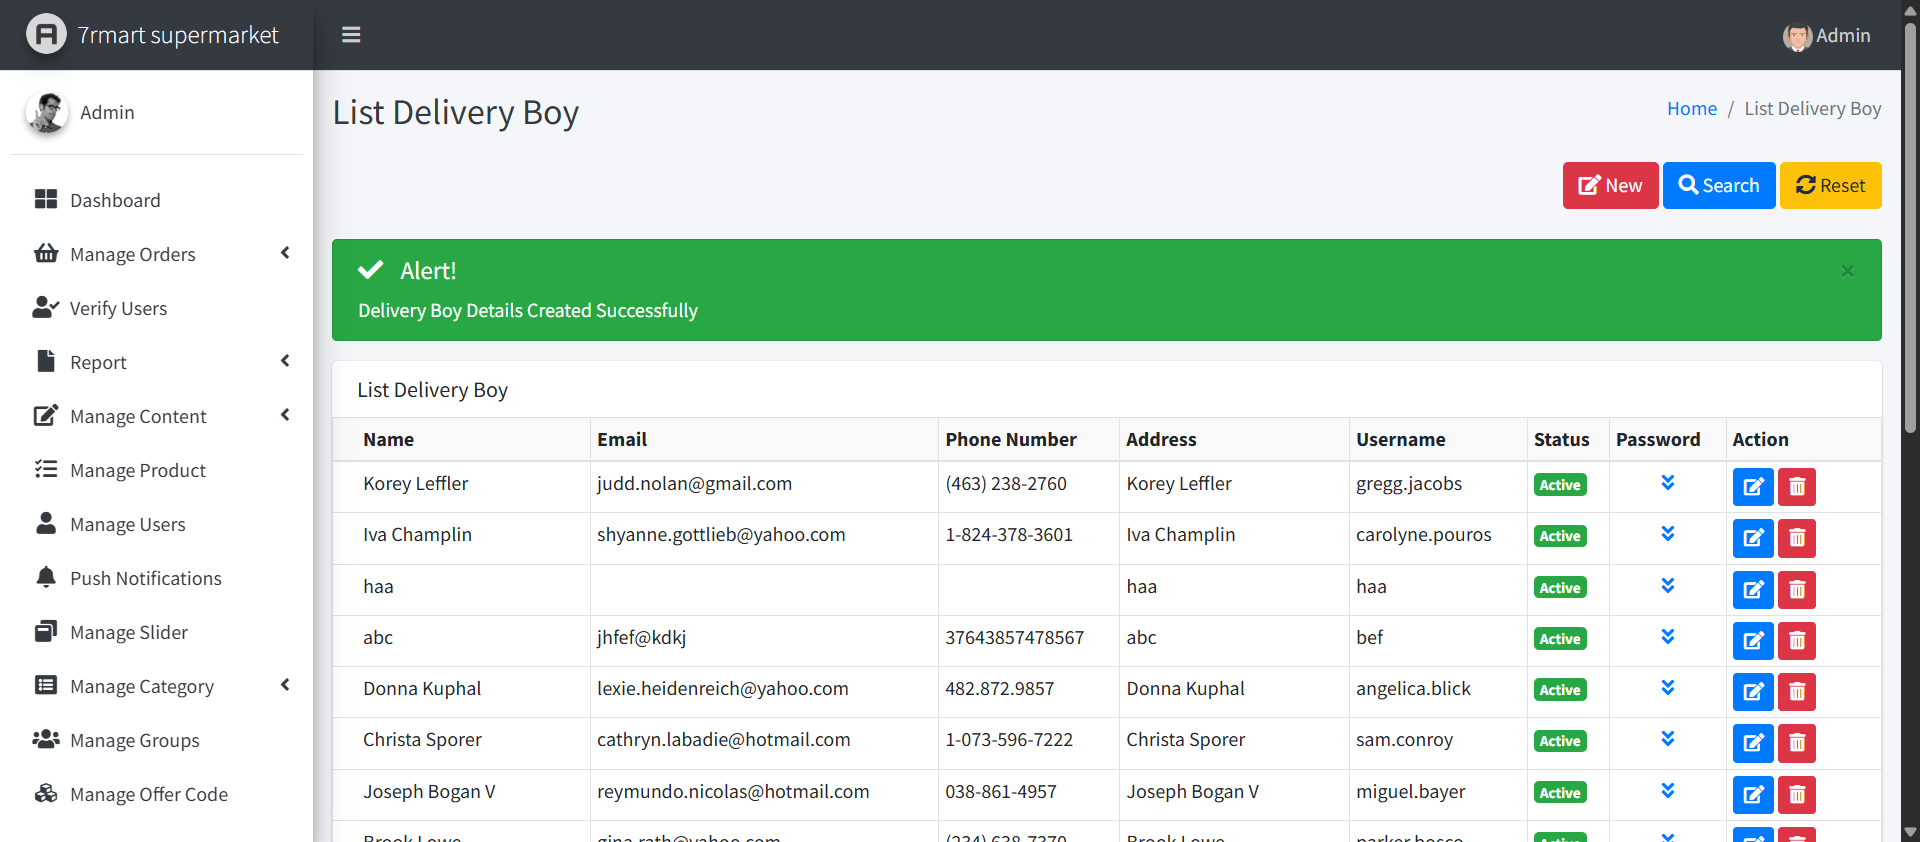 7rmart supermarket
Admin
Admin
List Delivery Boy
Home / List Delivery Boy
Dashboard
Manage Orders
Verify Users
Report
Manage Content
Manage Product
Manage Users
Push Notifications
Manage Slider
Manage Category
Manage Groups
Manage Offer Code
New Search Reset
Alert!
×
Delivery Boy Details Created Successfully
List Delivery Boy
Name Email Phone Number Address Username Status Password Action
Korey Leffler judd.nolan@gmail.com (463) 238-2760 Korey Leffler gregg.jacobs Active
Iva Champlin shyanne.gottlieb@yahoo.com 1-824-378-3601 Iva Champlin carolyne.pouros Active
haa haa haa Active
abc jhfef@kdkj 37643857478567 abc bef Active
Donna Kuphal lexie.heidenreich@yahoo.com 482.872.9857 Donna Kuphal angelica.blick Active
Christa Sporer cathryn.labadie@hotmail.com 1-073-596-7222 Christa Sporer sam.conroy Active
Joseph Bogan V reymundo.nicolas@hotmail.com 038-861-4957 Joseph Bogan V miguel.bayer Active